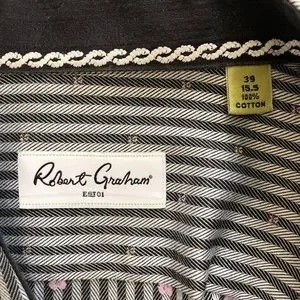 39
15.5
100%
COTTON
Robert Graham®
EST 01